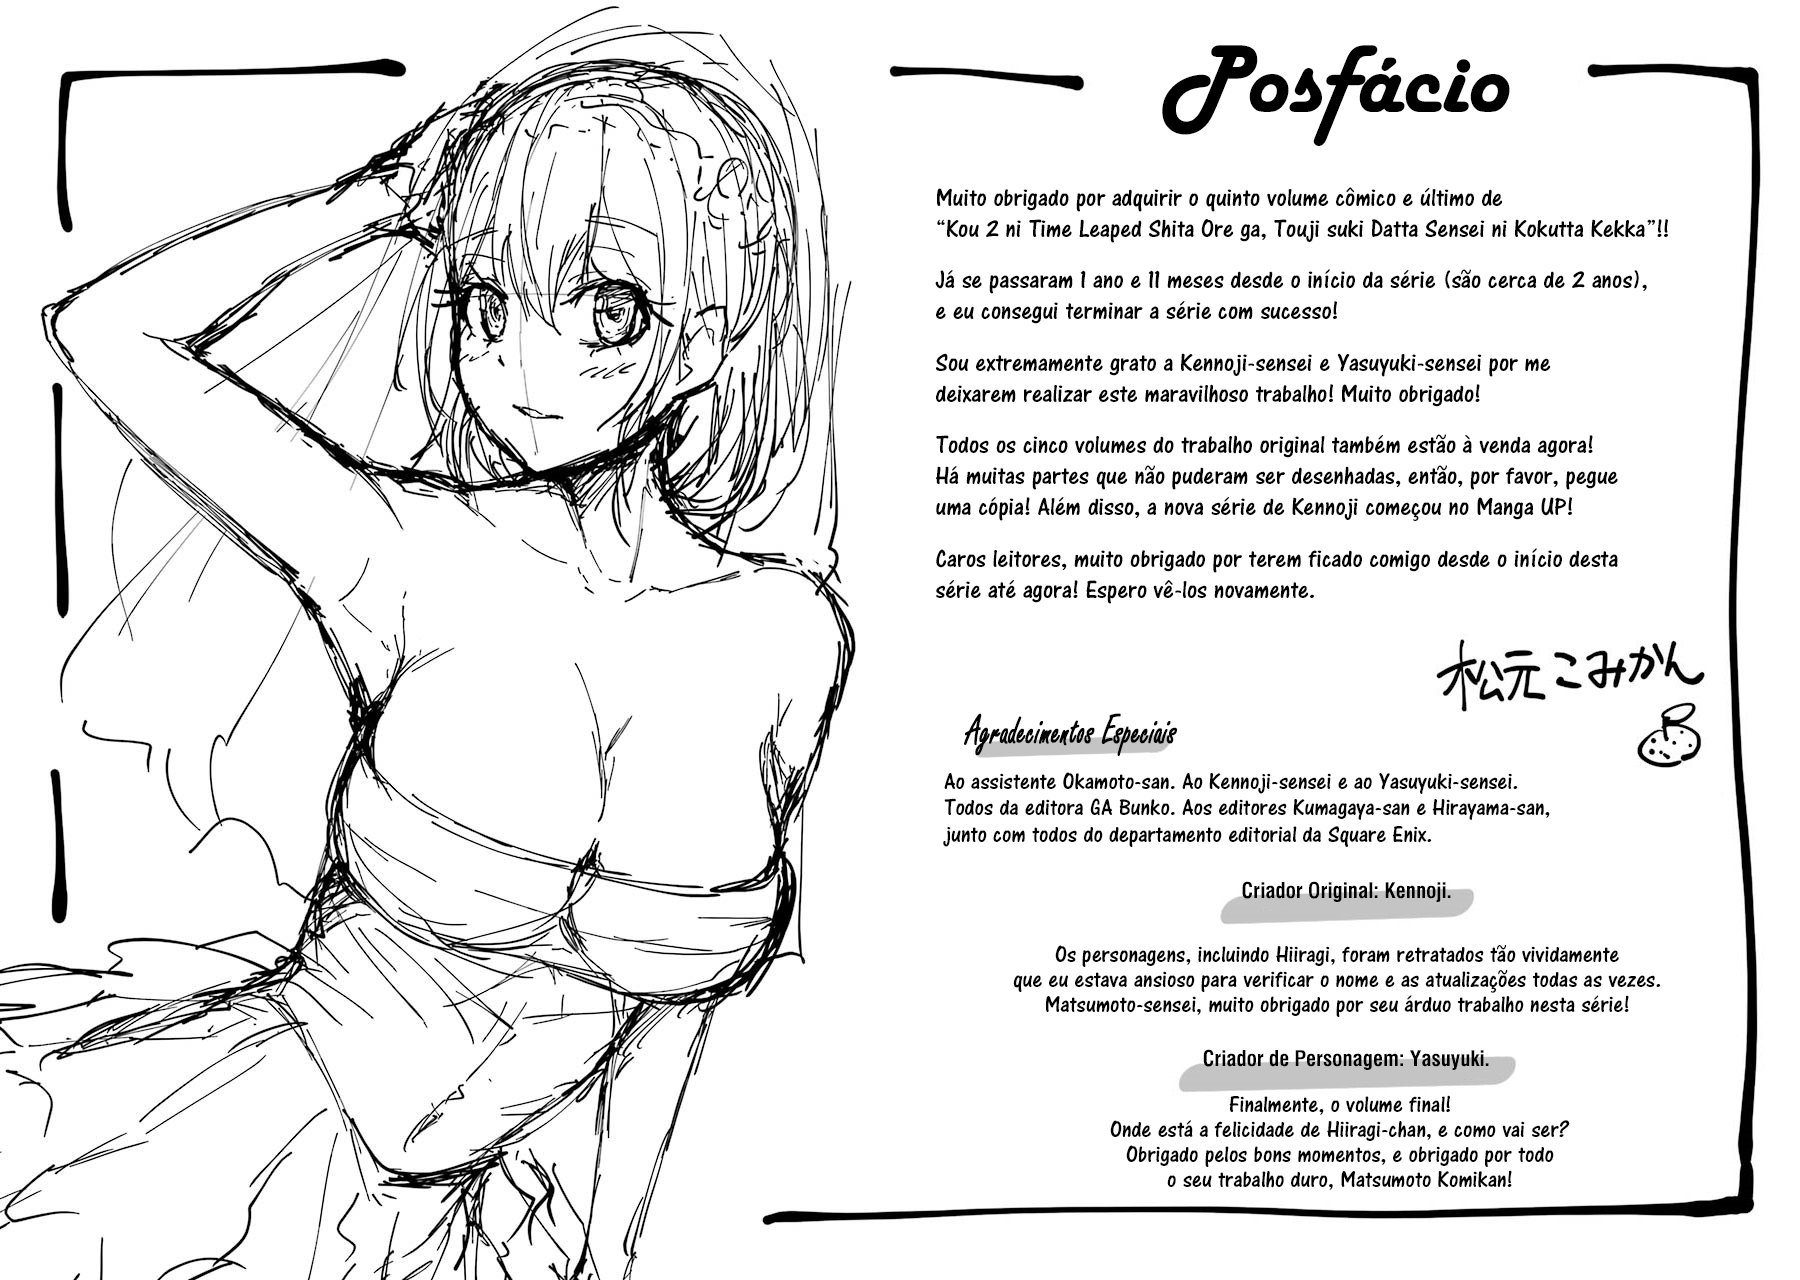 Posfácio
Muito obrigado por adquirir o quinto volume cômico e último de
“Kou 2 ni Time Leaped Shita Ore ga, Touji suki Datta Sensei ni Kokutta Kekka”!!
Já se passaram 1 ano e 11 meses desde o início da série (são cerca de 2 anos),
e eu consegui terminar a série com sucesso!
Sou extremamente grato a Kennoji-sensei e Yasuyuki-sensei por me
deixarem realizar este maravilhoso trabalho! Muito obrigado!
Todos os cinco volumes do trabalho original também estão à venda agora!
Há muitas partes que não puderam ser desenhadas, então, por favor, pegue
uma cópia! Além disso, a nova série de Kennoji começou no Manga UP!
Caros leitores, muito obrigado por terem ficado comigo desde o início desta
série até agora! Espero vê-los novamente.
松元こみかん
Agradecimentos Especiais
Ao assistente Okamoto-san. Ao Kennoji-sensei e ao Yasuyuki-sensei.
Todos da editora GA Bunko. Aos editores Kumagaya-san e Hirayama-san,
junto com todos do departamento editorial da Square Enix.
Criador Original: Kennoji.
Os personagens, incluindo Hiiragi, foram retratados tão vividamente
que eu estava ansioso para verificar o nome e as atualizações todas as vezes.
Matsumoto-sensei, muito obrigado por seu árduo trabalho nesta série!
Criador de Personagem: Yasuyuki.
Finalmente, o volume final!
Onde está a felicidade de Hiiragi-chan, e como vai ser?
Obrigado pelos bons momentos, e obrigado por todo
o seu trabalho duro, Matsumoto Komikan!